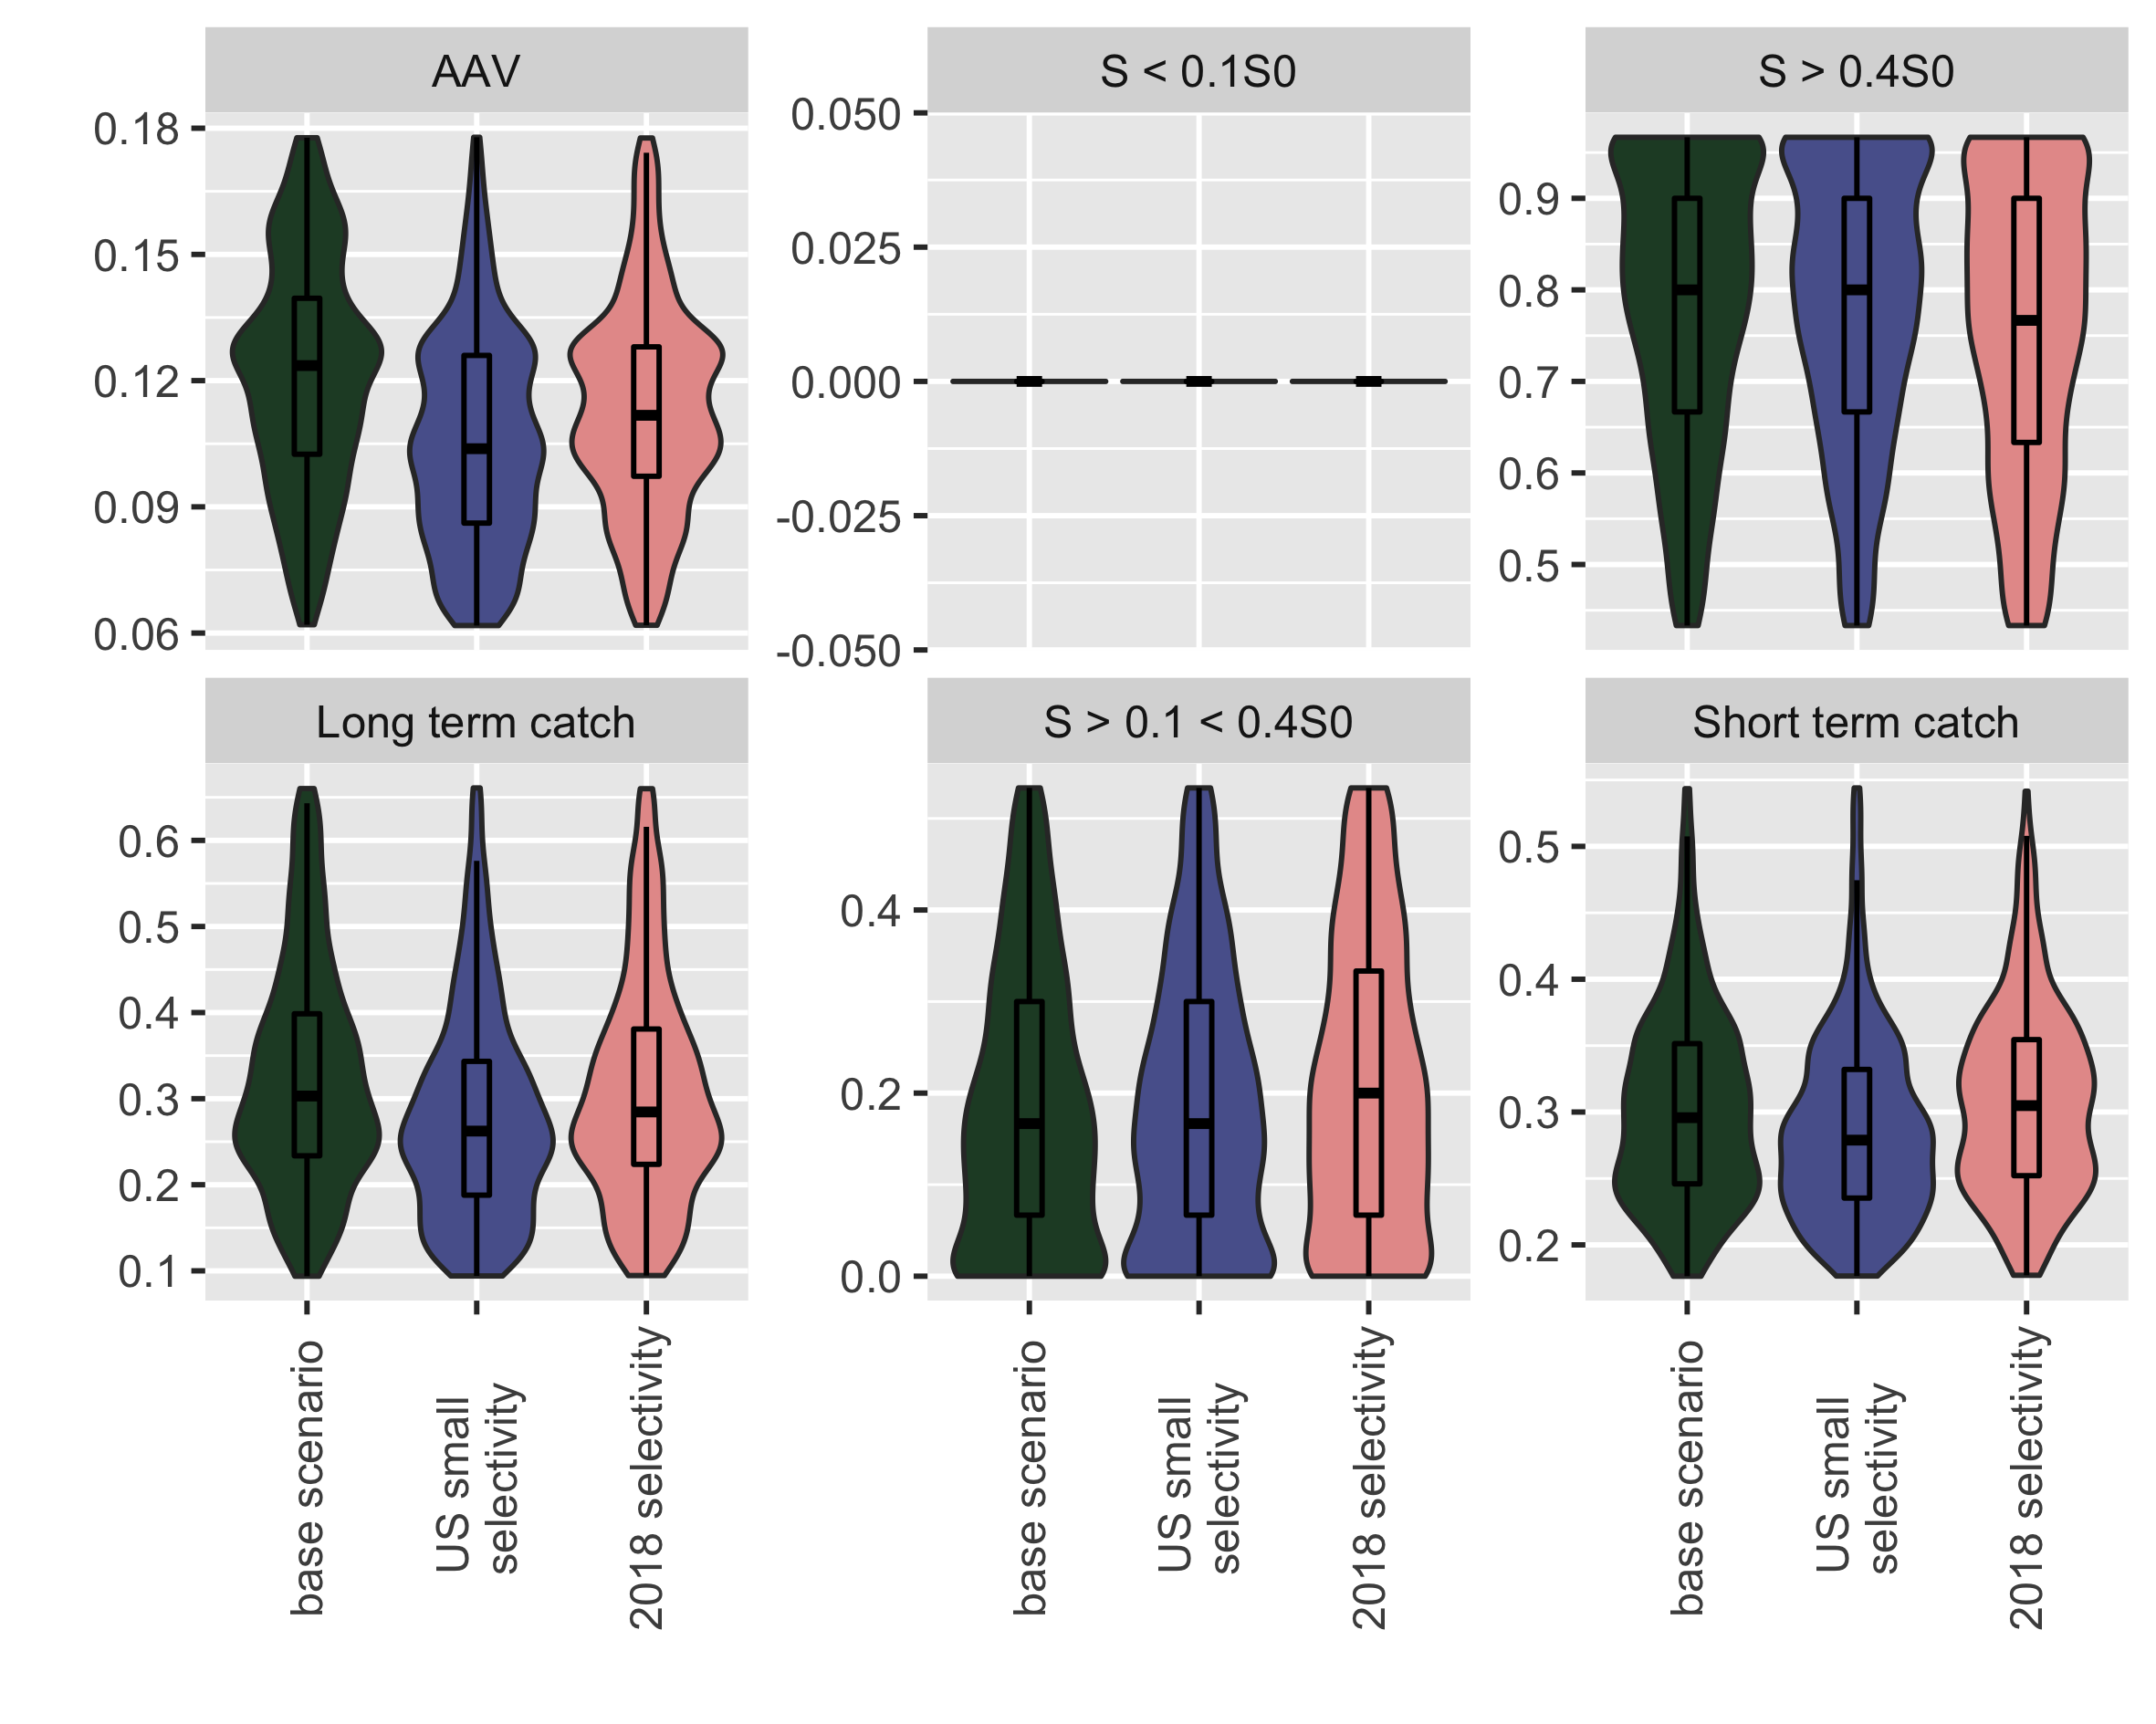 AAV
0.18
0.15
0.12
0.09
0.06
S < 0.1S0
0.050
0.025
0.000
-0.025
-0.050
S > 0.4S0
0.9
0.8
0.7
0.6
0.5
Long term catch
0.6
0.5
0.4
0.3
0.2
0.1
S > 0.1 < 0.4S0
0.4
0.2
0.0
Short term catch
0.5
0.4
0.3
0.2
base scenario
US small
selectivity
2018 selectivity
base scenario
US small
selectivity
2018 selectivity
base scenario
US small
selectivity
2018 selectivity